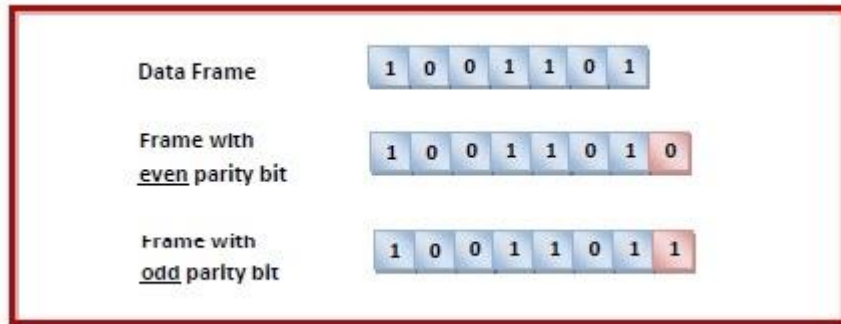 Data Frame 1 0 0 1 1 0 1
Frame with
even parity bit 1 0 0 1 1 0 1 0
Frame with
odd parity bit 1 0 0 1 1 0 1 1